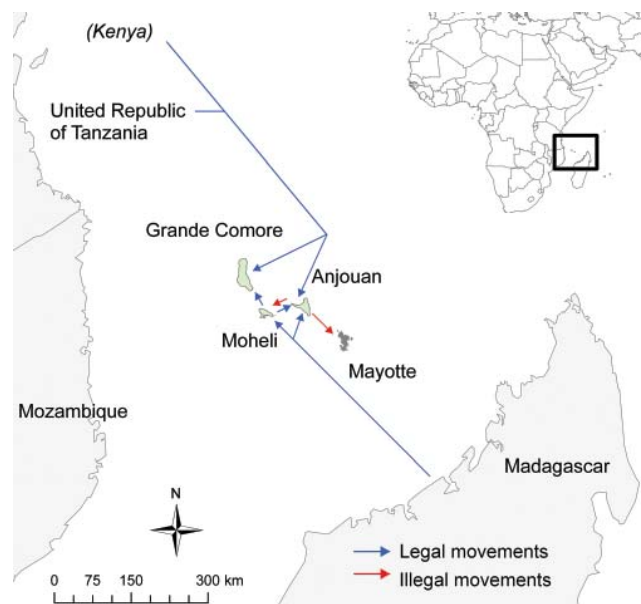 (Kenya)
United Republic
of Tanzania
Grande Comore
Anjouan
Moheli
Mayotte
Mozambique
Madagascar
N
Legal movements
Illegal movements
0 75 150 300 km